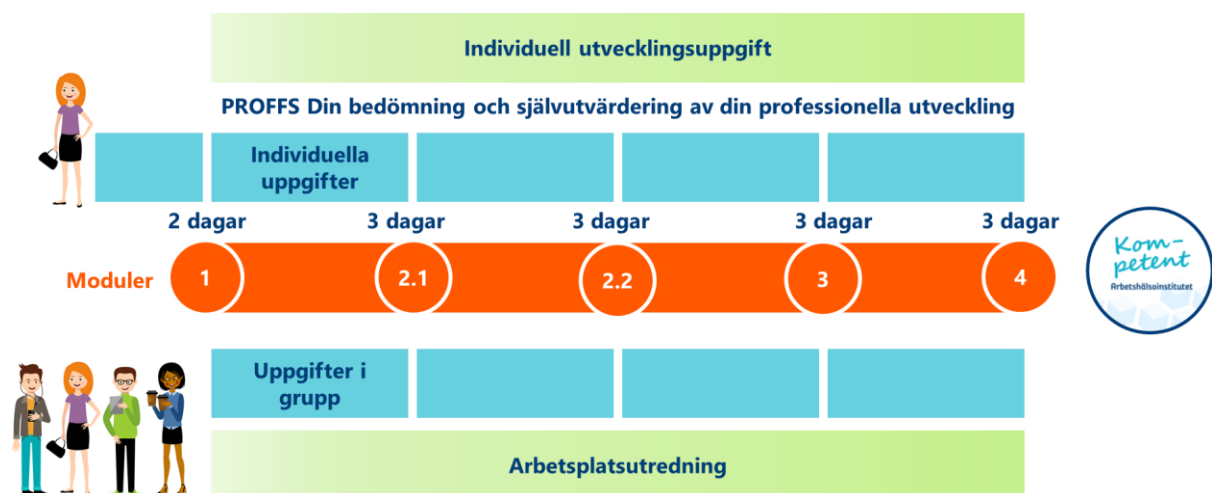 Individuell utvecklingsuppgift
PROFFS Din bedömning och självutvärdering av din professionella utveckling
Individuella
uppgifter
2 dagar 3 dagar 3 dagar 3 dagar 3 dagar
Moduler 1 2.1 2.2 3 4
Kom-
petent
Arbetshälsoinstitutet
Uppgifter i
grupp
Arbetsplatsutredning